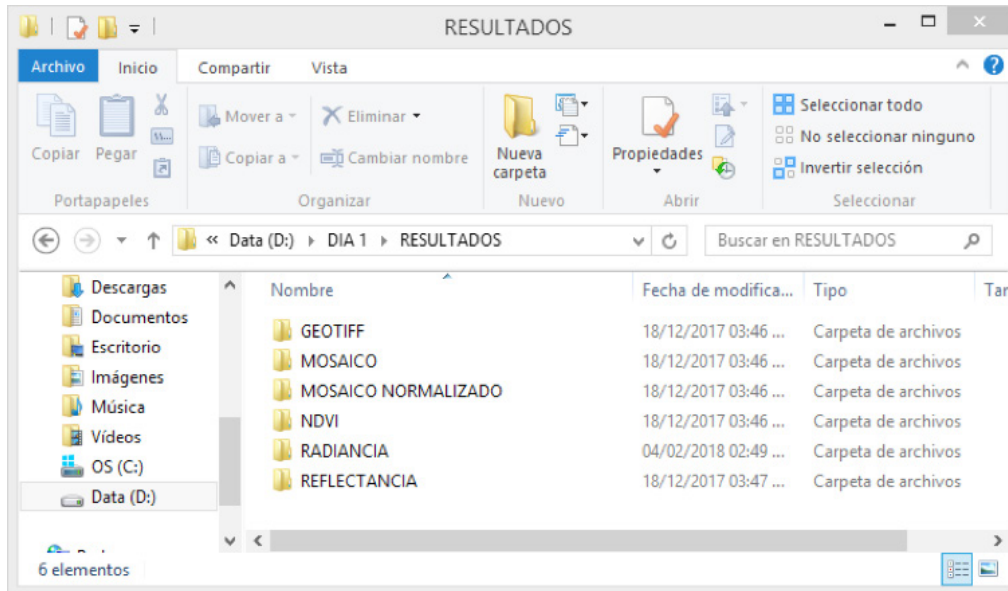 RESULTADOS
Archivo Inicio Compartir Vista
Copiar Pegar Mover a Copiar a Eliminar Cambiar nombre Nueva carpeta Propiedades Seleccionar todo No seleccionar ninguno Invertir selección
Portapapeles Organizar Nuevo Abrir Seleccionar
« Data (D:) DIA 1 RESULTADOS Buscar en RESULTADOS
Descargas
Documentos
Escritorio
Imágenes
Música
Vídeos
OS (C:)
Data (D:)
Nombre Fecha de modifica... Tipo Tar
GEOTIFF 18/12/2017 03:46 ... Carpeta de archivos
MOSAICO 18/12/2017 03:46 ... Carpeta de archivos
MOSAICO NORMALIZADO 18/12/2017 03:46 ... Carpeta de archivos
NDVI 18/12/2017 03:46 ... Carpeta de archivos
RADIANCIA 04/02/2018 02:49 ... Carpeta de archivos
REFLECTANCIA 18/12/2017 03:47 ... Carpeta de archivos
6 elementos